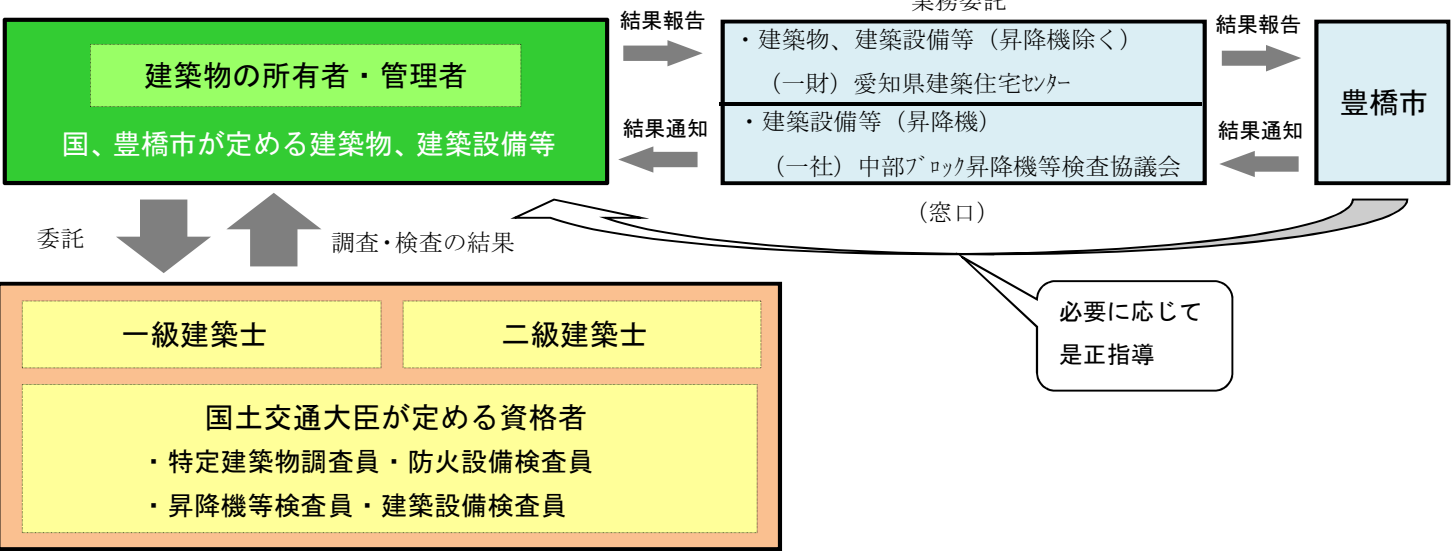 業務委託
結果報告
結果報告
建築物の所有者・管理者
国、豊橋市が定める建築物、建築設備等
・建築物、建築設備等（昇降機除く）
（一財）愛知県建築住宅ｾﾝﾀｰ
・建築設備等（昇降機）
（一社）中部ﾌﾞﾛｯｸ昇降機等検査協議会
豊橋市
結果通知
結果通知
（窓口）
委託
調査・検査の結果
必要に応じて
是正指導
一級建築士
二級建築士
国土交通大臣が定める資格者
・特定建築物調査員・防火設備検査員
・昇降機等検査員・建築設備検査員